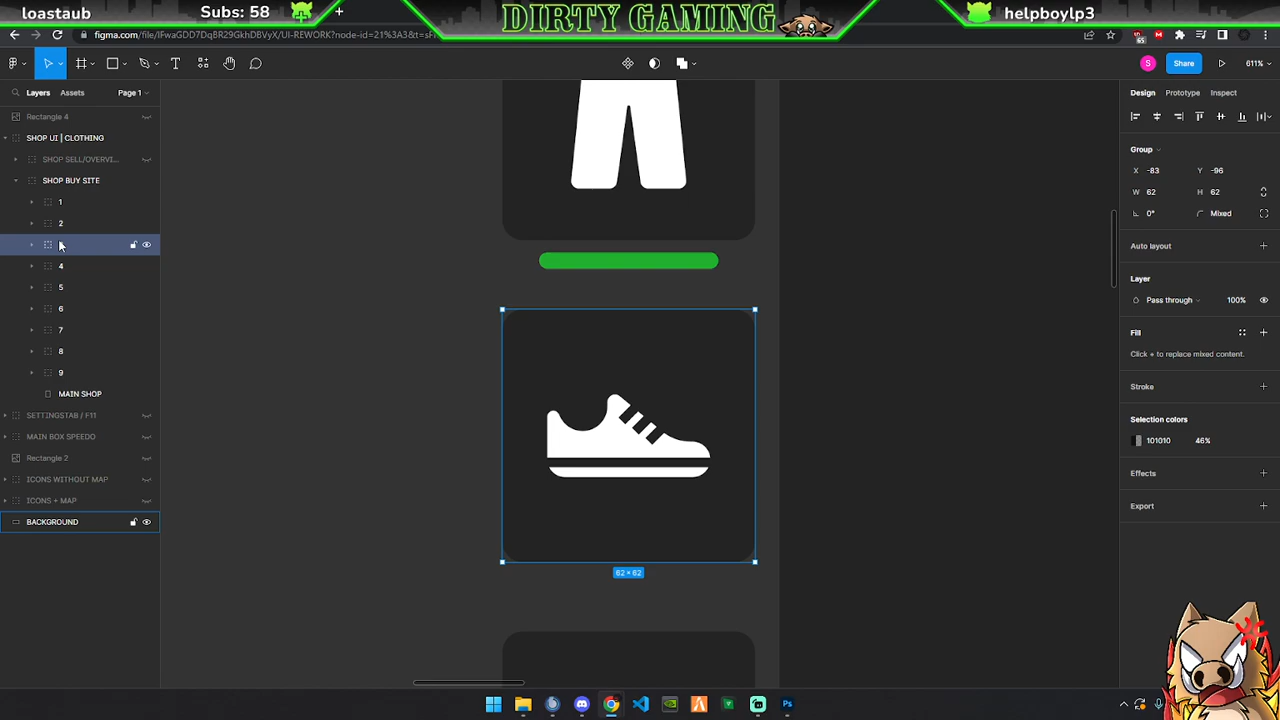 loastaub
Subs: 58
DIRTY GAMING
helpboylp3
figma.com/file/IFwaGDD7DqBR29GkhDBVyX/UI-REWORK?node-id=21%3A3&t=sF
Share
611%
Layers
Assets
Page 1
Design
Prototype
Inspect
Rectangle 4
SHOP UI | CLOTHING
SHOP SELL/OVERVI...
SHOP BUY SITE
1
2
4
5
6
7
8
9
MAIN SHOP
SETTINGSTAB / F11
MAIN BOX SPEEDO
Rectangle 2
ICONS WITHOUT MAP
ICONS + MAP
BACKGROUND
62 × 62
Group
X -83
Y -96
W 62
H 62
0°
Mixed
Auto layout
Layer
Pass through
100%
Fill
Click + to replace mixed content.
Stroke
Selection colors
101010
46%
Effects
Export
S
65
Ps